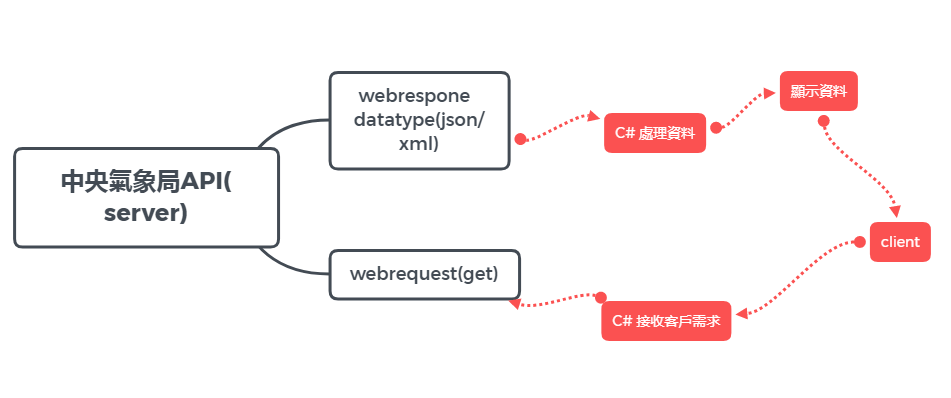 webrespone
datatype(json/
xml)
顯示資料
C# 處理資料
中央氣象局API(
server)
client
webrequest(get)
C# 接收客戶需求